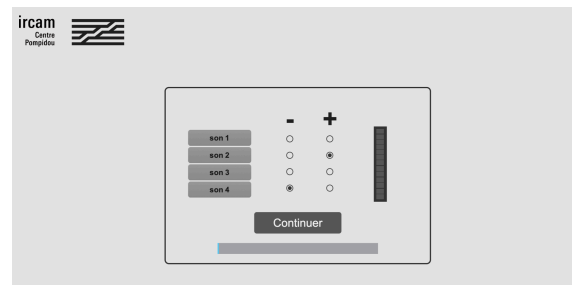 ircam
Centre
Pompidou
- +
son 1
son 2
son 3
son 4
Continuer